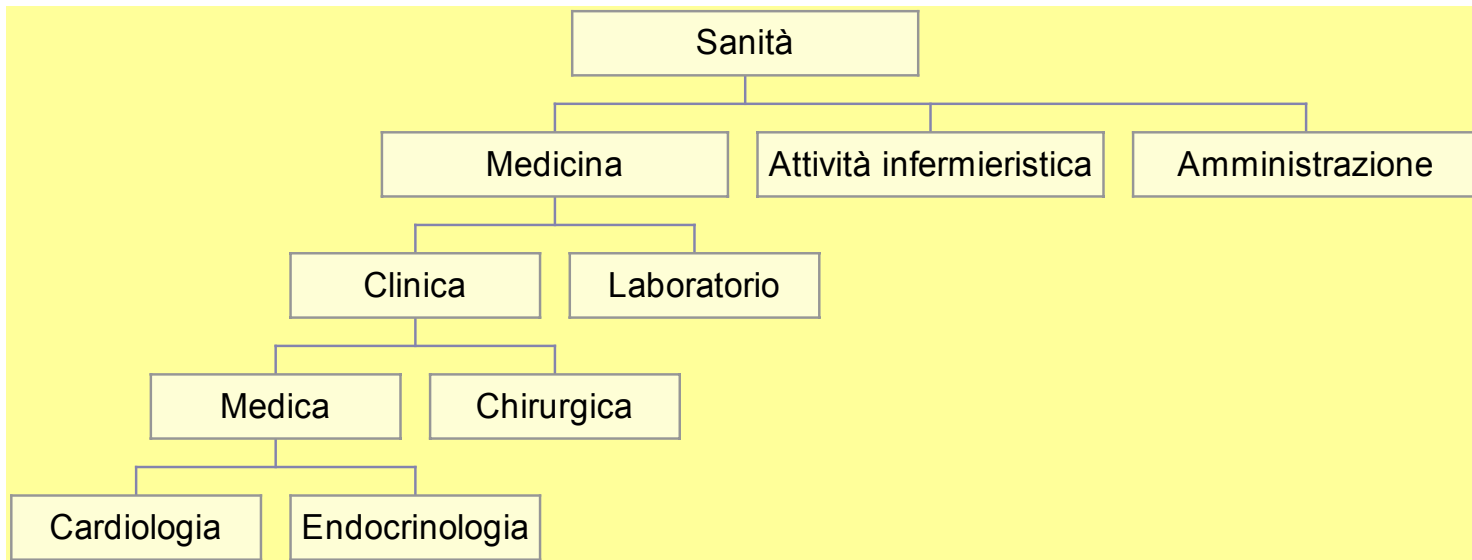 Sanità
Medicina
Attività infermieristica
Amministrazione
Clinica
Laboratorio
Medica
Chirurgica
Cardiologia
Endocrinologia